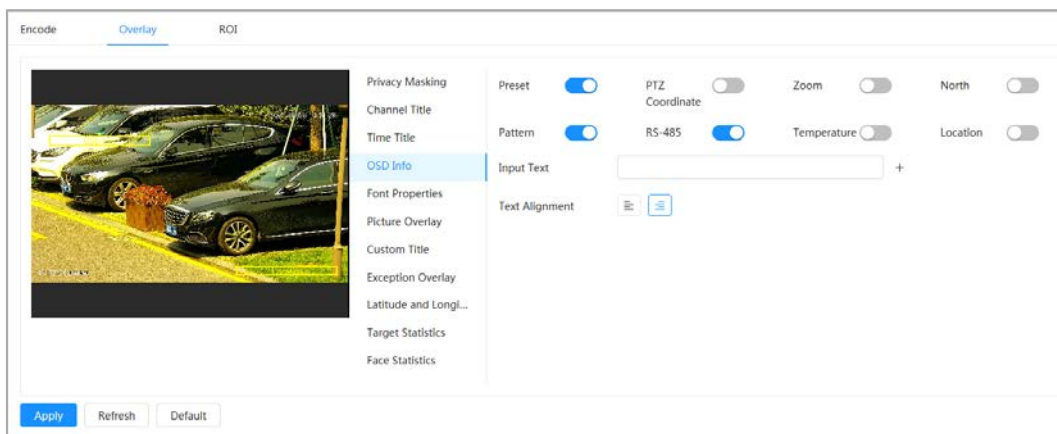 Encode Overlay ROI
Privacy Masking
Channel Title
Time Title
OSD Info
Font Properties
Picture Overlay
Custom Title
Exception Overlay
Latitude and Longi...
Target Statistics
Face Statistics
Preset PTZ Coordinate Zoom North
Pattern RS-485 Temperature Location
Input Text +
Text Alignment
Apply Refresh Default